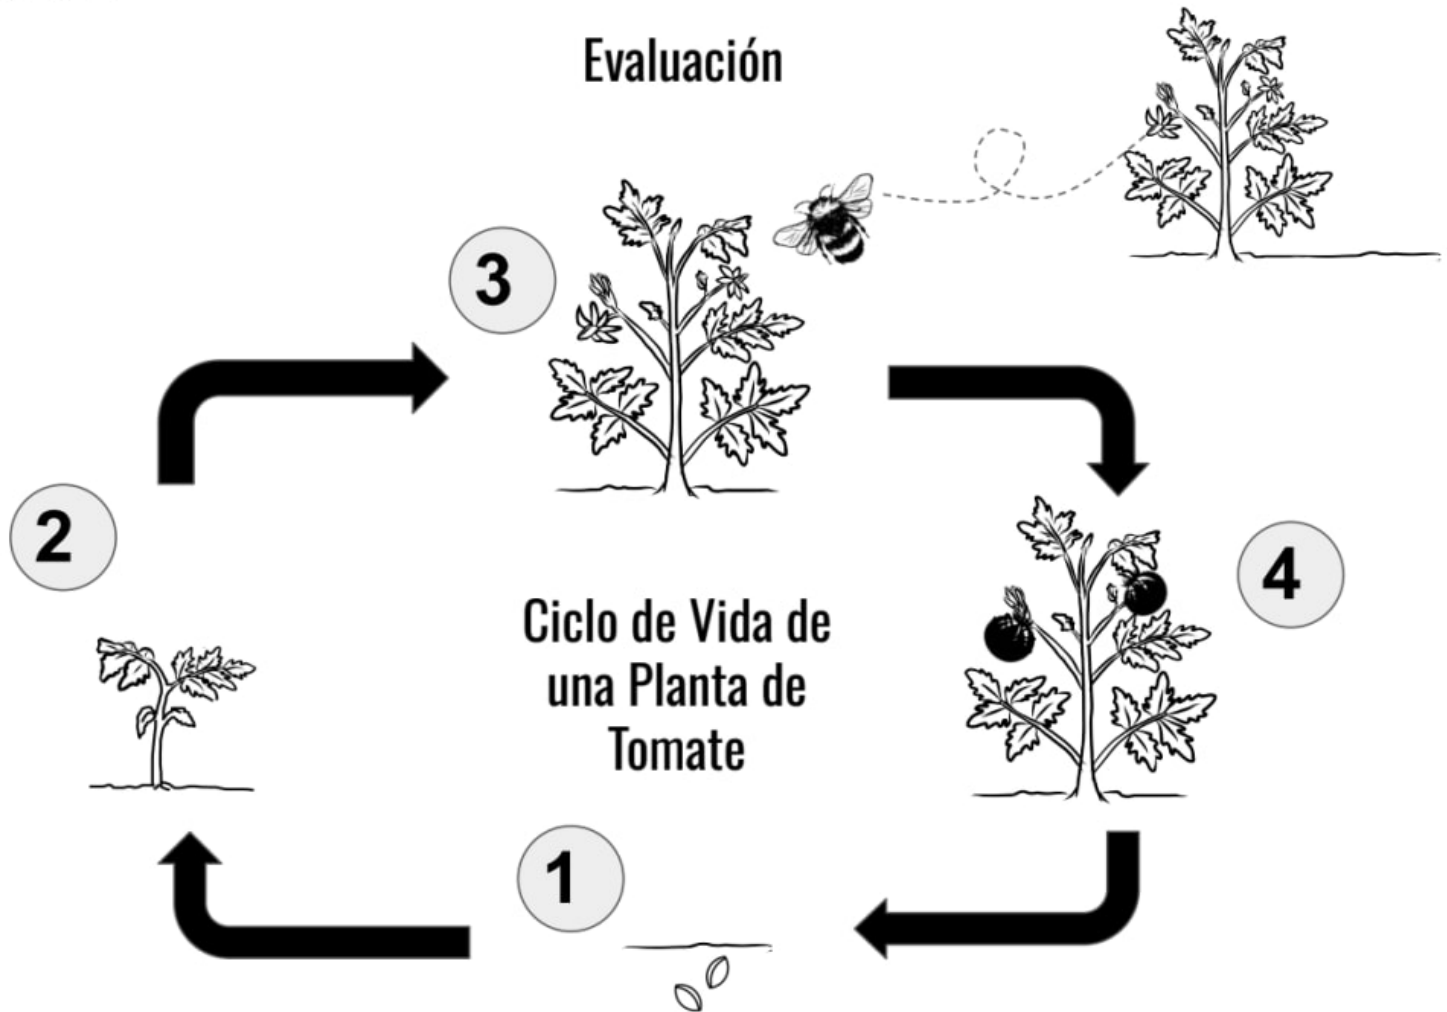 Evaluación
3
2
4
Ciclo de Vida de
una Planta de
Tomate
1